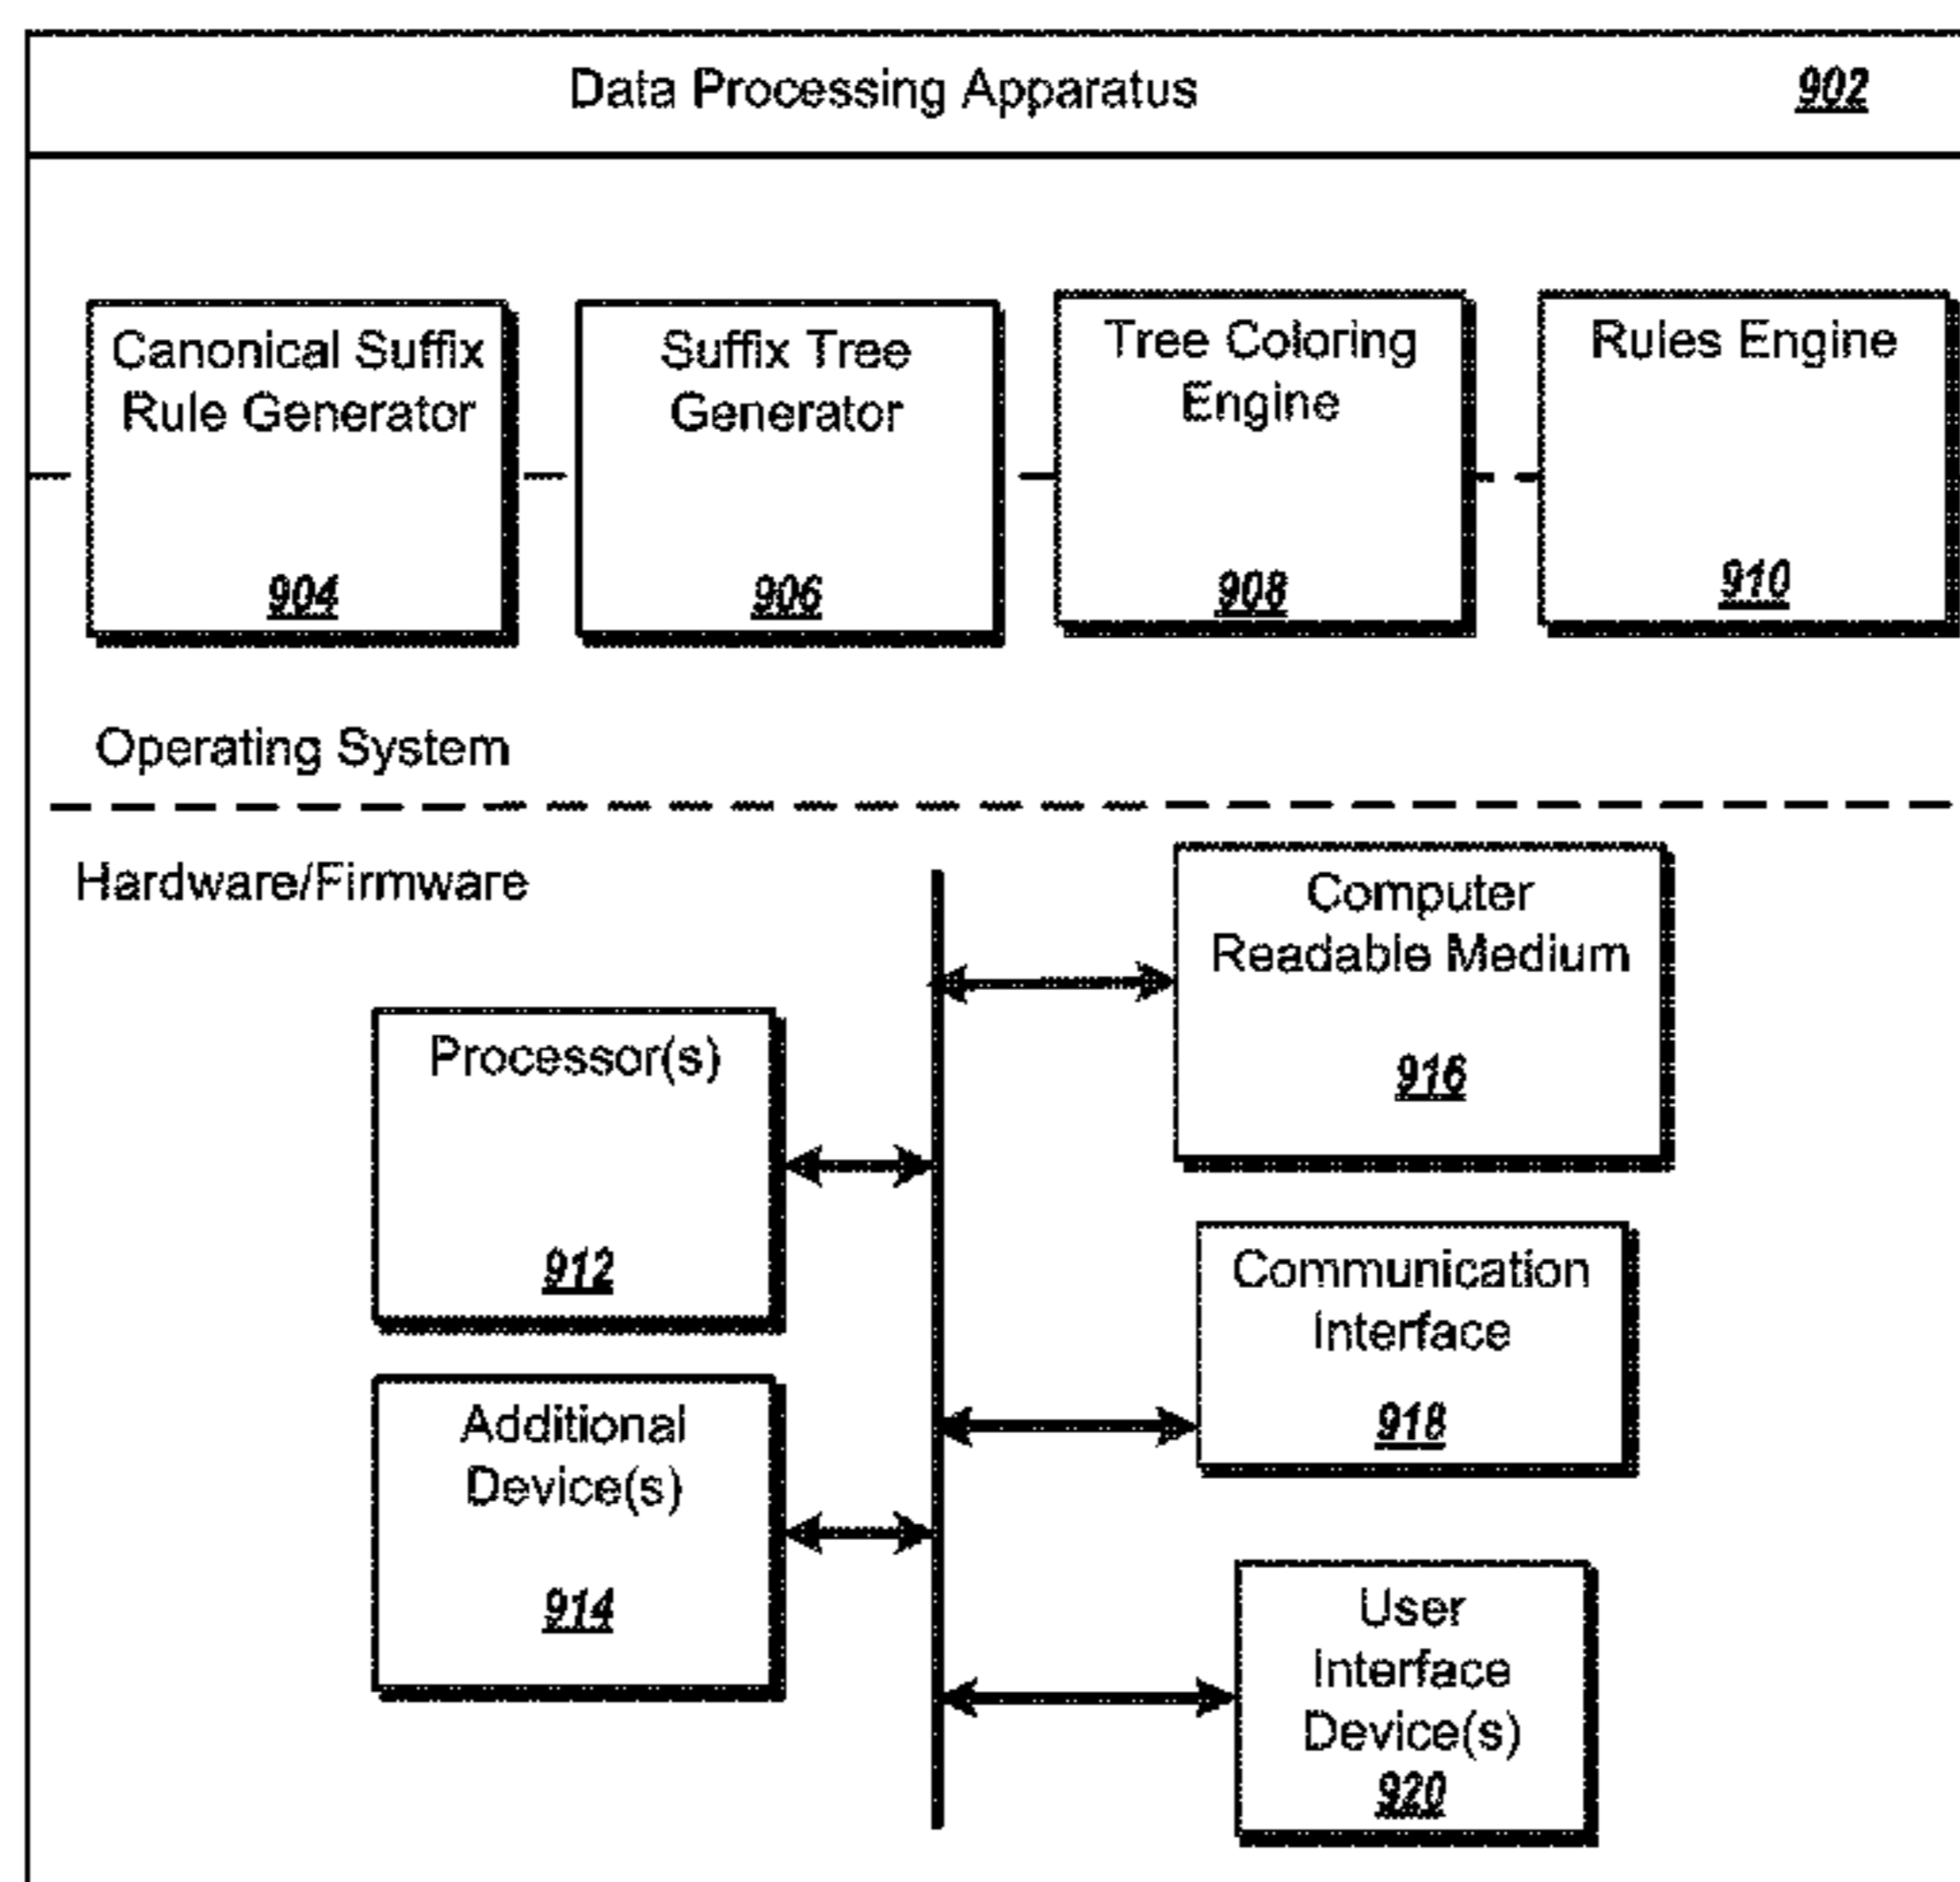 Data Processing Apparatus 902
Canonical Suffix
Rule Generator
904
Suffix Tree
Generator
906
Tree Coloring
Engine
908
Rules Engine
910
Operating System
Hardware/Firmware
Processor(s)
912
Additional
Device(s)
914
Computer
Readable Medium
916
Communication
Interface
918
User
Interface
Device(s)
920